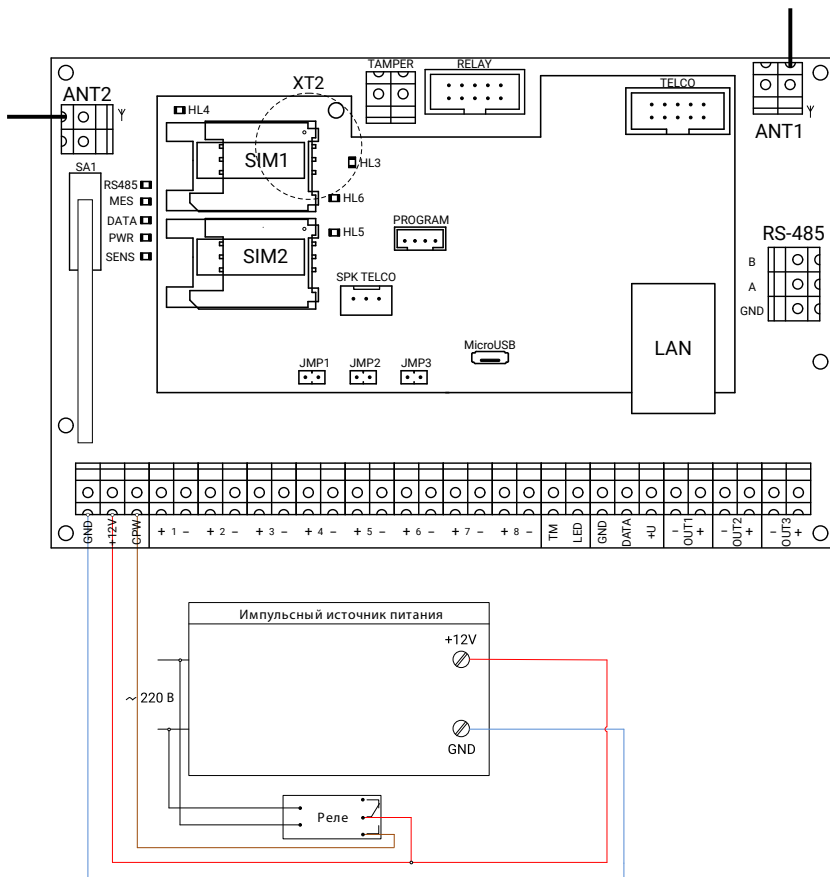 TAMPER
RELAY
XT2
TELCO
ANT2
HL4
ANT1
SA1
SIM1
HL3
RS485
MES
HL6
DATA
PROGRAM
PWR
HL5
RS-485
SENS
SIM2
B
SPK TELCO
A
GND
MicroUSB
LAN
JMP1 JMP2 JMP3
GND +12V CPW + 1 − + 2 − + 3 − + 4 − + 5 − + 6 − + 7 − + 8 − TM LED GND DATA +U − OUT1 + − OUT2 + − OUT3 +
Импульсный источник питания
+12V
~ 220 В
GND
Реле